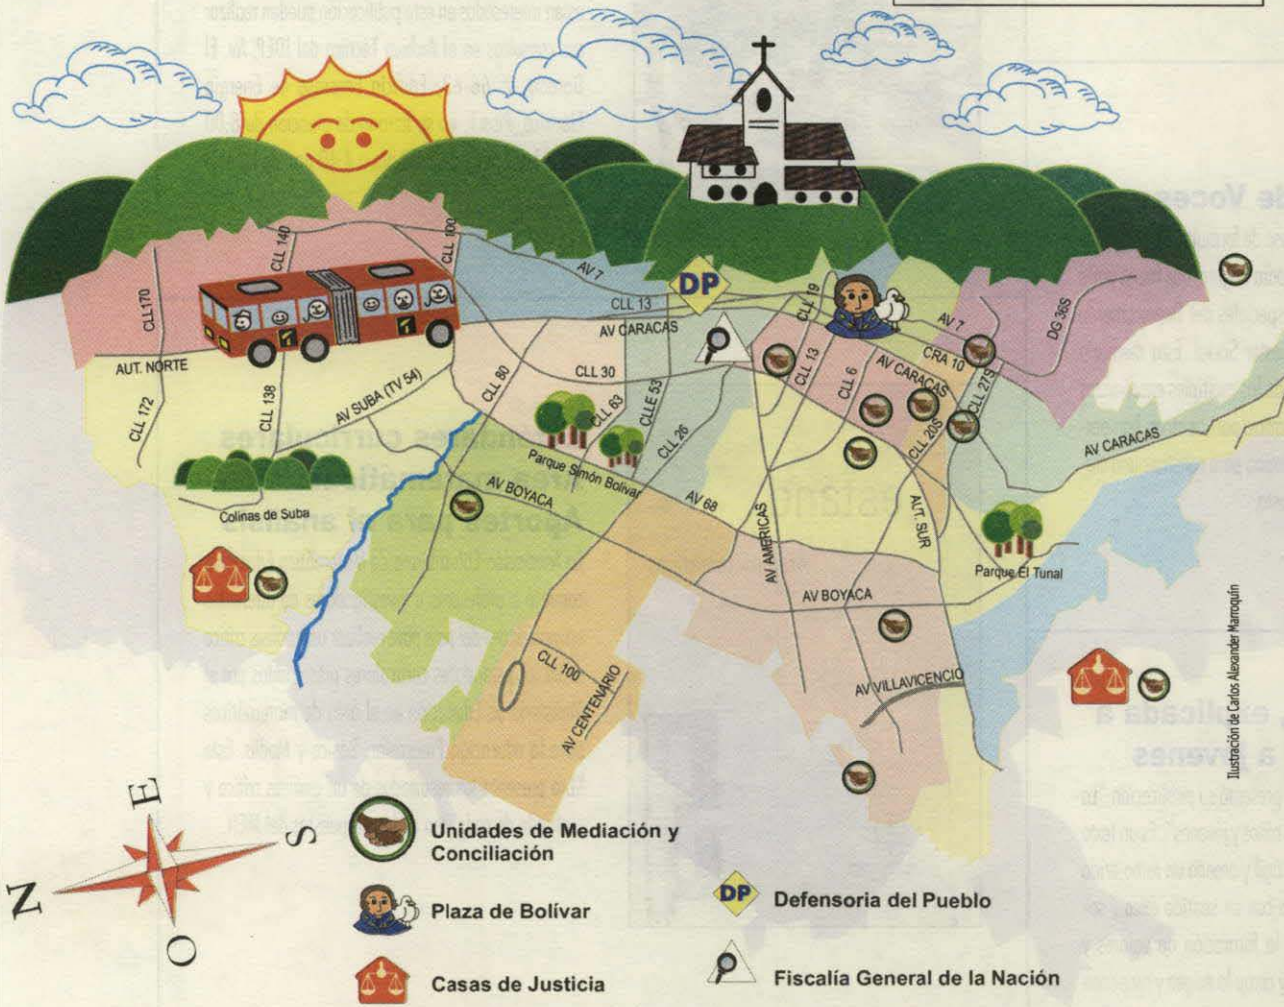 AV 7
CLL 140
CLL 100
CLL170
CLL 13
CLL 19
AV CARACAS
AV 7
DG 36S
DP
AUT. NORTE
CLL 172
CLL 138
AV SUBA (TV 54)
CLL 80
CLL 30
CLL 63
CLLE 53
CLL 26
CLL 13
CLL 6
AV CARACAS
CRA 10
CLL 27S
CLL 20S
AV CARACAS
Parque Simón Bolívar
Colinas de Suba
AV BOYACA
AV 68
AV AMERICAS
AUT. SUR
Parque El Tunal
AV BOYACA
CLL 100
AV CENTENARIO
AV VILLAVICENCIO
Ilustración de Carlos Alexander Marroquín
E
S
N
O
Unidades de Mediación y
Conciliación
Plaza de Bolívar
Casas de Justicia
DP
Defensoria del Pueblo
Fiscalía General de la Nación